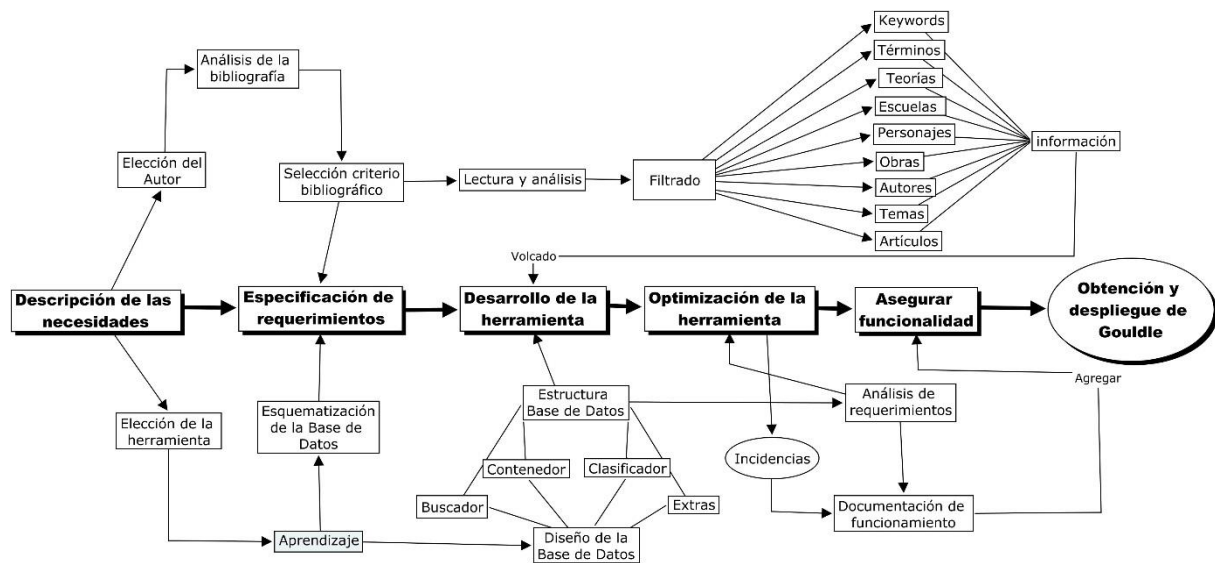 Keywords
Términos
Teorías
Escuelas
Personajes
Obras
Autores
Temas
Artículos
información
Análisis de la
bibliografía
Elección del
Autor
Selección criterio
bibliográfico
Lectura y análisis
Filtrado
Volcado
Descripción de las
necesidades
Especificación de
requerimientos
Desarrollo de la
herramienta
Optimización de la
herramienta
Asegurar
funcionalidad
Obtención y
despliegue de
Gouldle
Agregar
Elección de la
herramienta
Esquematización
de la Base de
Datos
Estructura
Base de Datos
Análisis de
requerimientos
Contenedor
Clasificador
Incidencias
Buscador
Extras
Documentación de
funcionamiento
Aprendizaje
Diseño de la
Base de Datos